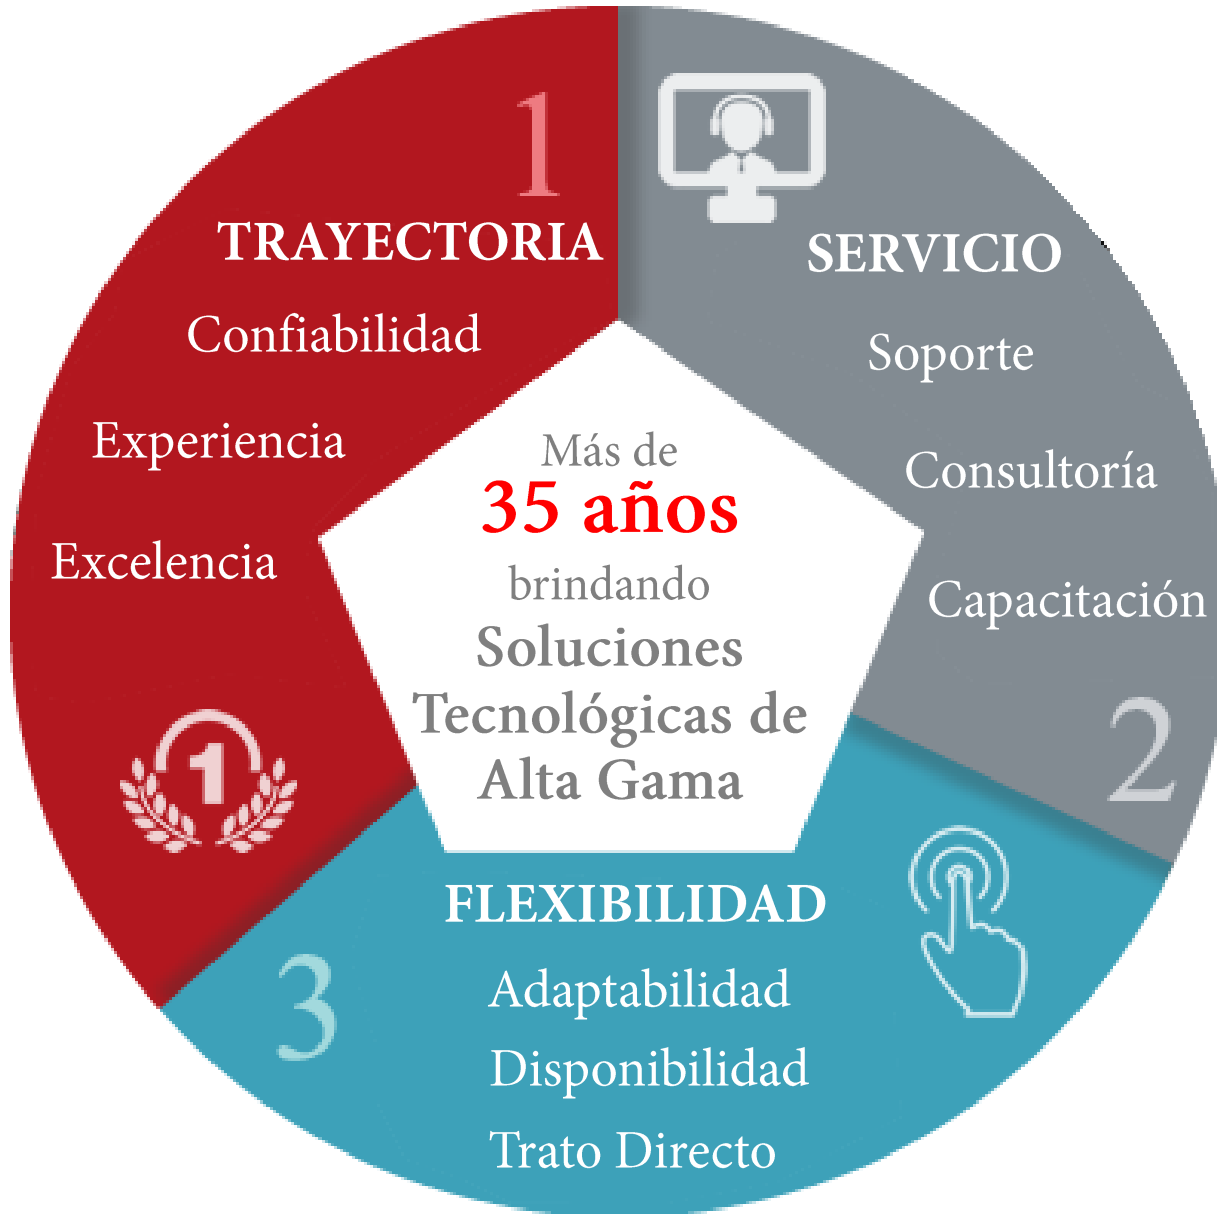 1
TRAYECTORIA
Confiabilidad
Experiencia
Excelencia
1
SERVICIO
Soporte
Consultoría
Capacitación
2
Más de
35 años
brindando
Soluciones
Tecnológicas de
Alta Gama
FLEXIBILIDAD
3
Adaptabilidad
Disponibilidad
Trato Directo